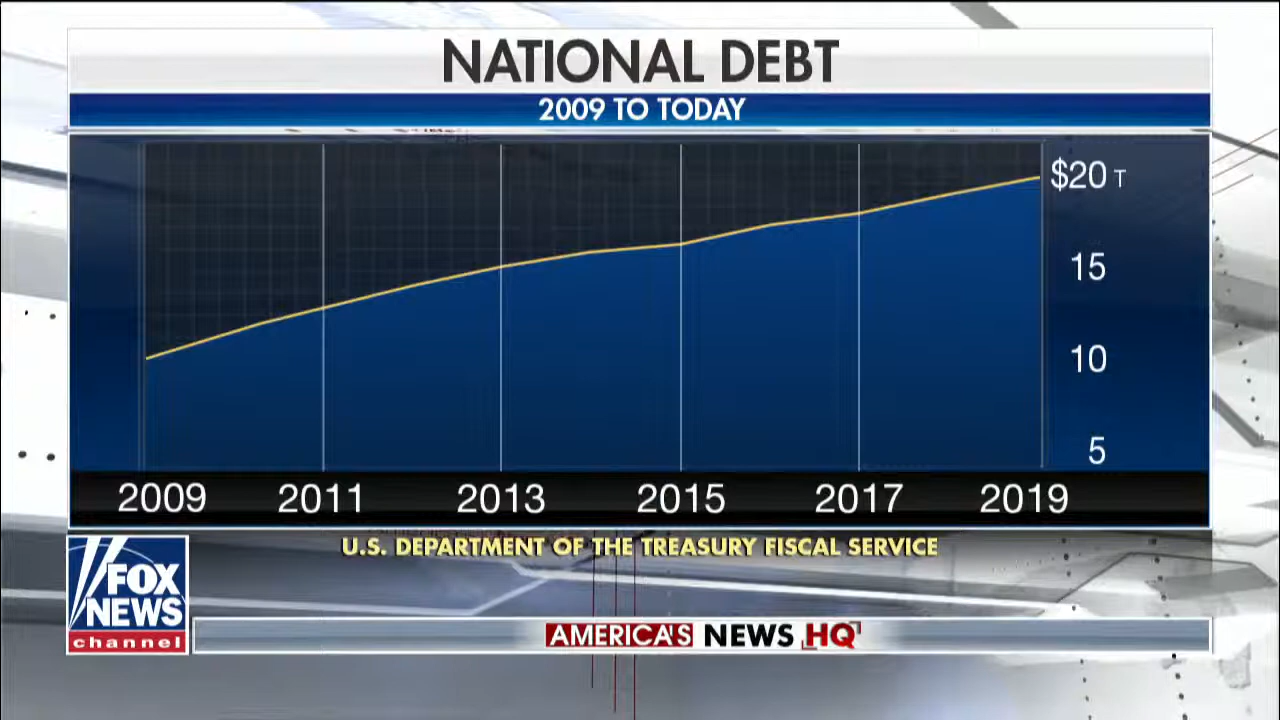 NATIONAL DEBT
2009 TO TODAY
$20 T
15
10
5
2009 2011 2013 2015 2017 2019
U.S. DEPARTMENT OF THE TREASURY FISCAL SERVICE
FOX
NEWS
channel
AMERICA'S NEWS HQ